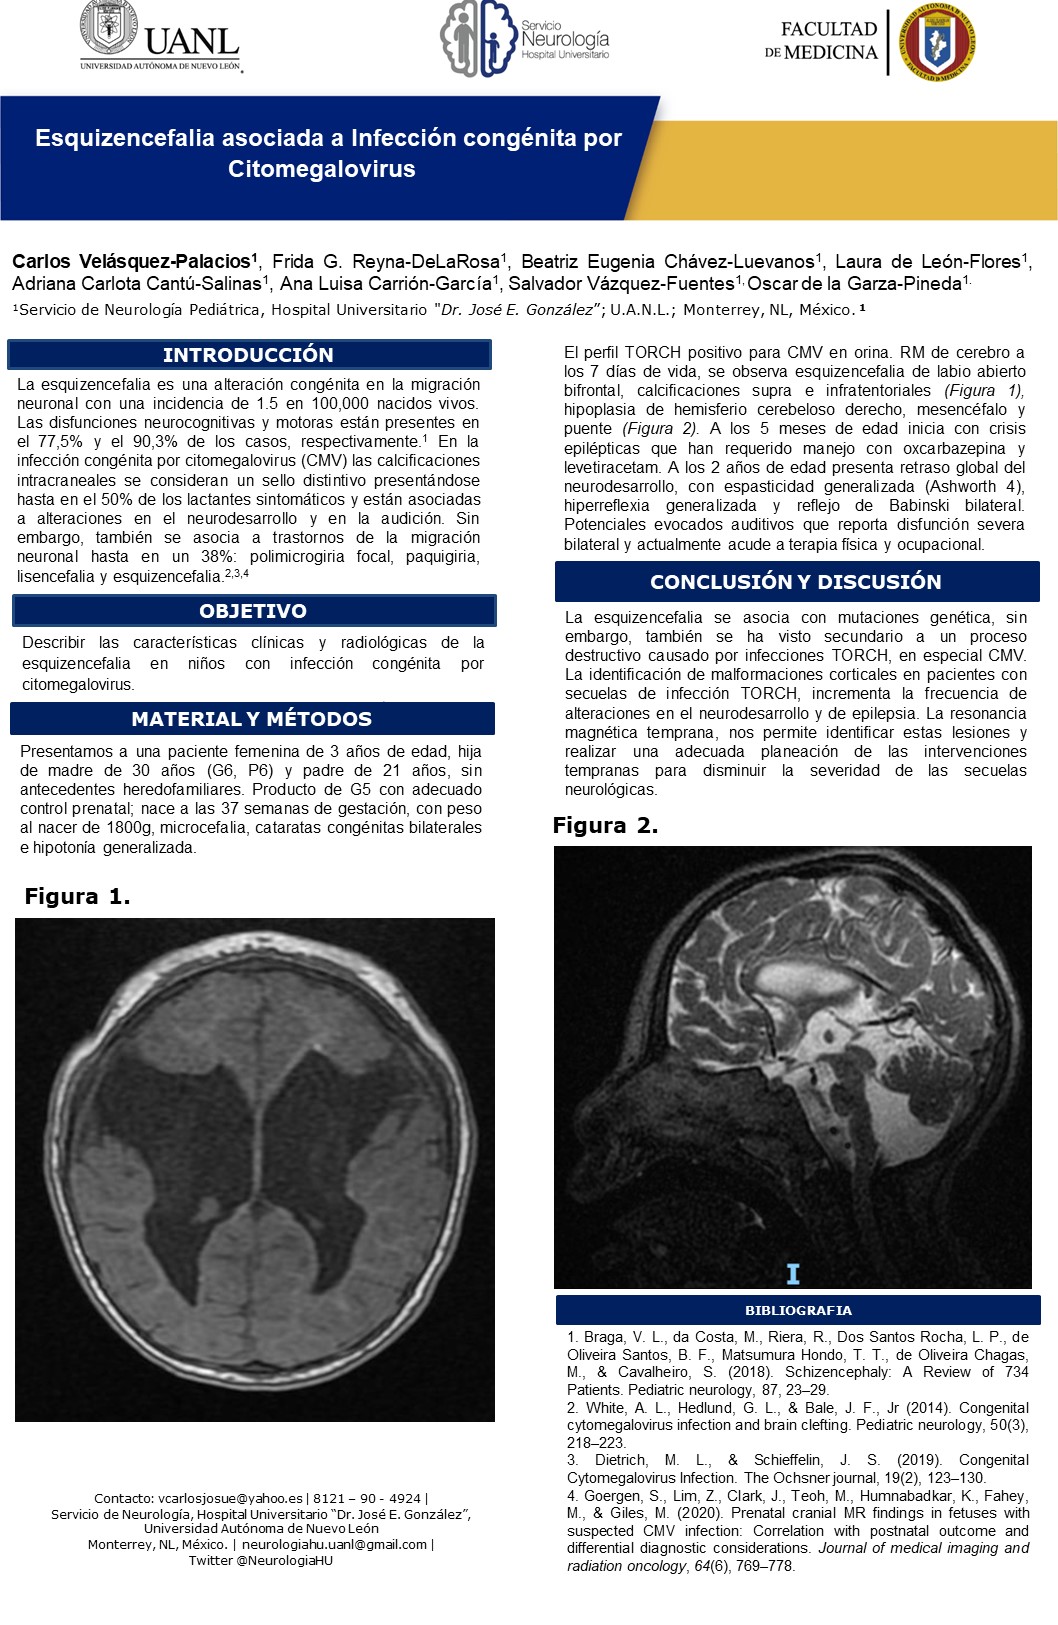 UANL
UNIVERSIDAD AUTÓNOMA DE NUEVO LEÓN
Servicio
Neurología
Hospital Universitario
FACULTAD
DE MEDICINA
Esquizencefalia asociada a Infección congénita por
Citomegalovirus
Carlos Velásquez-Palacios¹, Frida G. Reyna-DeLaRosa¹, Beatriz Eugenia Chávez-Luevanos¹, Laura de León-Flores¹,
Adriana Carlota Cantú-Salinas¹, Ana Luisa Carrión-García¹, Salvador Vázquez-Fuentes¹, Oscar de la Garza-Pineda¹.
¹Servicio de Neurología Pediátrica, Hospital Universitario "Dr. José E. González”; U.A.N.L.; Monterrey, NL, México. ¹
INTRODUCCIÓN
La esquizencefalia es una alteración congénita en la migración
neuronal con una incidencia de 1.5 en 100,000 nacidos vivos.
Las disfunciones neurocognitivas y motoras están presentes en
el 77,5% y el 90,3% de los casos, respectivamente.¹ En la
infección congénita por citomegalovirus (CMV) las calcificaciones
intracraneales se consideran un sello distintivo presentándose
hasta en el 50% de los lactantes sintomáticos y están asociadas
a alteraciones en el neurodesarrollo y en la audición. Sin
embargo, también se asocia a trastornos de la migración
neuronal hasta en un 38%: polimicrogiria focal, paquigiria,
lisencefalia y esquizencefalia.²,³,⁴
OBJETIVO
Describir las características clínicas y radiológicas de la
esquizencefalia en niños con infección congénita por
citomegalovirus.
MATERIAL Y MÉTODOS
Presentamos a una paciente femenina de 3 años de edad, hija
de madre de 30 años (G6, P6) y padre de 21 años, sin
antecedentes heredofamiliares. Producto de G5 con adecuado
control prenatal; nace a las 37 semanas de gestación, con peso
al nacer de 1800g, microcefalia, cataratas congénitas bilaterales
e hipotonía generalizada.
Figura 1.
Contacto: vcarlosjosue@yahoo.es | 8121 – 90 - 4924 |
Servicio de Neurología, Hospital Universitario “Dr. José E. González”,
Universidad Autónoma de Nuevo León
Monterrey, NL, México. | neurologiahu.uanl@gmail.com |
Twitter @NeurologiaHU
El perfil TORCH positivo para CMV en orina. RM de cerebro a
los 7 días de vida, se observa esquizencefalia de labio abierto
bifrontal, calcificaciones supra e infratentoriales (Figura 1),
hipoplasia de hemisferio cerebeloso derecho, mesencéfalo y
puente (Figura 2). A los 5 meses de edad inicia con crisis
epilépticas que han requerido manejo con oxcarbazepina y
levetiracetam. A los 2 años de edad presenta retraso global del
neurodesarrollo, con espasticidad generalizada (Ashworth 4),
hiperreflexia generalizada y reflejo de Babinski bilateral.
Potenciales evocados auditivos que reporta disfunción severa
bilateral y actualmente acude a terapia física y ocupacional.
CONCLUSIÓN Y DISCUSIÓN
La esquizencefalia se asocia con mutaciones genética, sin
embargo, también se ha visto secundario a un proceso
destructivo causado por infecciones TORCH, en especial CMV.
La identificación de malformaciones corticales en pacientes con
secuelas de infección TORCH, incrementa la frecuencia de
alteraciones en el neurodesarrollo y de epilepsia. La resonancia
magnética temprana, nos permite identificar estas lesiones y
realizar una adecuada planeación de las intervenciones
tempranas para disminuir la severidad de las secuelas
neurológicas.
Figura 2.
I
BIBLIOGRAFIA
1. Braga, V. L., da Costa, M., Riera, R., Dos Santos Rocha, L. P., de
Oliveira Santos, B. F., Matsumura Hondo, T. T., de Oliveira Chagas,
M., & Cavalheiro, S. (2018). Schizencephaly: A Review of 734
Patients. Pediatric neurology, 87, 23–29.
2. White, A. L., Hedlund, G. L., & Bale, J. F., Jr (2014). Congenital
cytomegalovirus infection and brain clefting. Pediatric neurology, 50(3),
218–223.
3. Dietrich, M. L., & Schieffelin, J. S. (2019). Congenital
Cytomegalovirus Infection. The Ochsner journal, 19(2), 123–130.
4. Goergen, S., Lim, Z., Clark, J., Teoh, M., Humnabadkar, K., Fahey,
M., & Giles, M. (2020). Prenatal cranial MR findings in fetuses with
suspected CMV infection: Correlation with postnatal outcome and
differential diagnostic considerations. Journal of medical imaging and
radiation oncology, 64(6), 769–778.